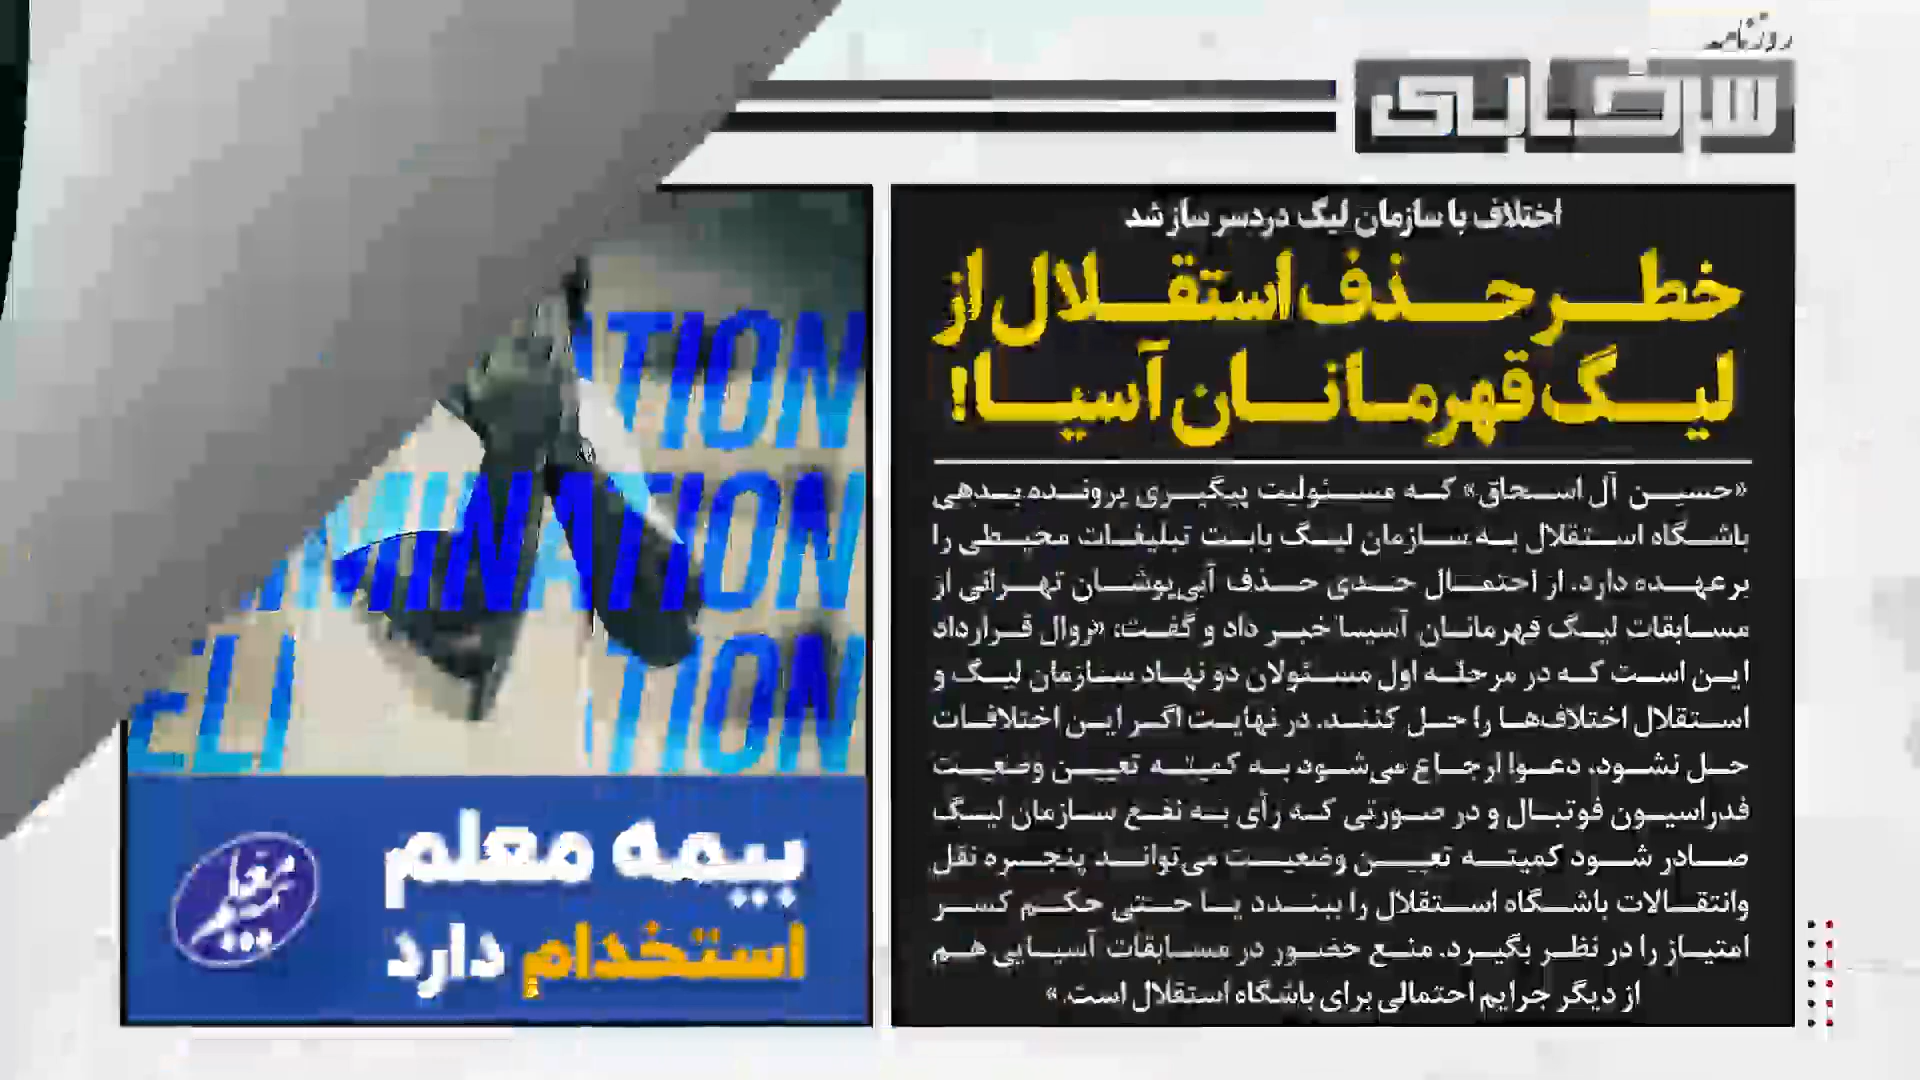 روزنامه
اختلاف با سازمان لیگ دردسر ساز شد
خطر حذف استقلال از
لیگ قهرمانان آسیا!
«حسین آل اسحاق» که مسئولیت پیگیری پرونده بدهی
باشگاه استقلال به سازمان لیگ بابت تبلیغات محیطی را
برعهده دارد. از احتمال جدی حذف آبی‌پوشان تهرانی از
مسابقات لیگ قهرمانان آسیسا خبر داد و گفت: «روال قرارداد
این است که در مرحله اول مسئولان دو نهاد سازمان لیگ و
استقلال اختلاف‌ها را حل کنند. در نهایت اگر این اختلافات
حل نشود، دعوا ارجاع می‌شود به کمیته تعیین وضعیت
فدراسیون فوتبال و در صورتی که رأی به نفع سازمان لیگ
صادر شود کمیته تعیین وضعیت می‌تواند پنجره نقل
وانتقالات باشگاه استقلال را ببندد یا حتی حکم کسر
امتیاز را در نظر بگیرد. منع حضور در مسابقات آسیایی هم
از دیگر جرایم احتمالی برای باشگاه استقلال است.»
TION
MINATION
ELI TION
بیمه معلم
استخدام دارد